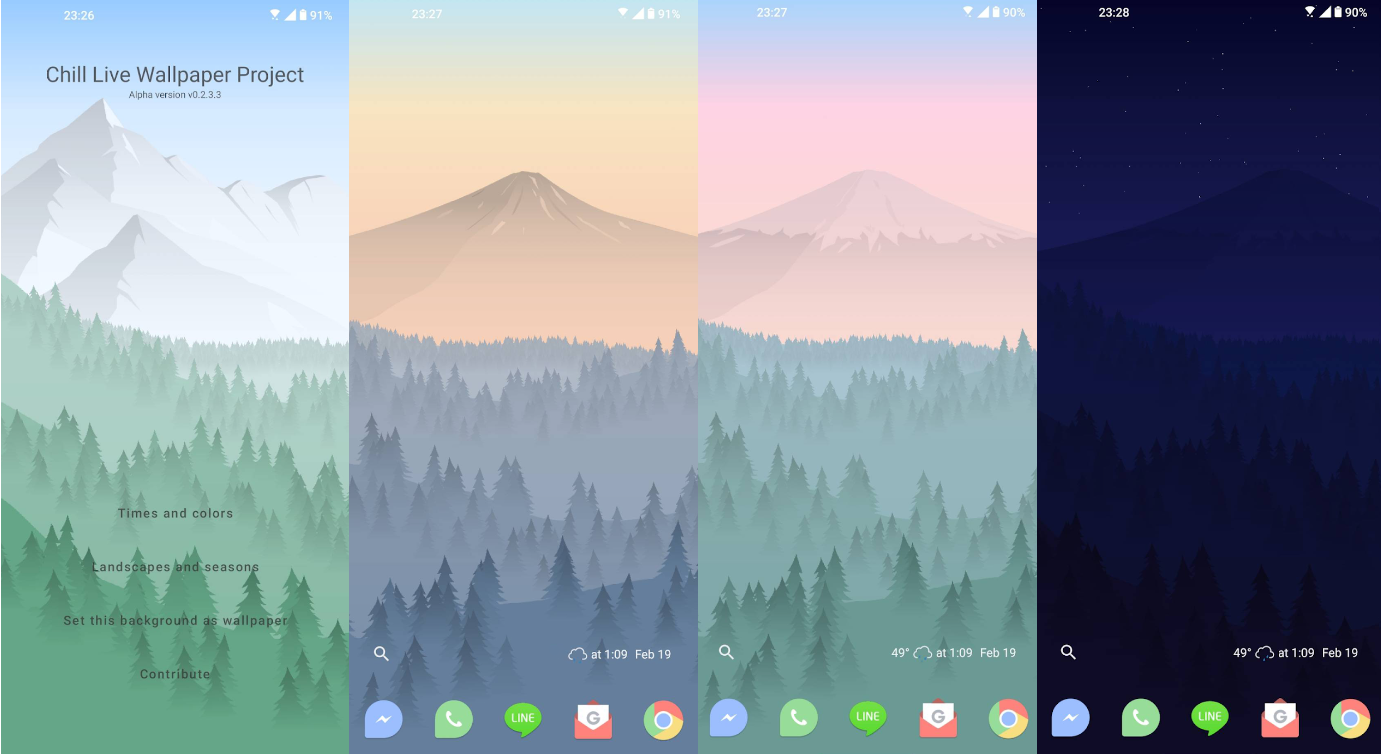 23:26
91%
Chill Live Wallpaper Project
Alpha version v0.2.3.3
Times and colors
Landscapes and seasons
Set this background as wallpaper
Contribute
23:27
91%
at 1:09 Feb 19
LINE
G
23:27
90%
49° at 1:09 Feb 19
LINE
G
23:28
90%
49° at 1:09 Feb 19
LINE
G